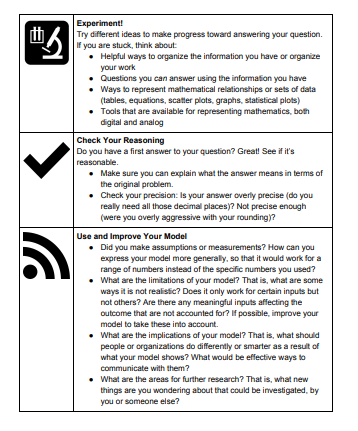 Experiment!
Try different ideas to make progress toward answering your question.
If you are stuck, think about:
● Helpful ways to organize the information you have or organize
your work
● Questions you can answer using the information you have
● Ways to represent mathematical relationships or sets of data
(tables, equations, scatter plots, graphs, statistical plots)
● Tools that are available for representing mathematics, both
digital and analog
Check Your Reasoning
Do you have a first answer to your question? Great! See if it's
reasonable.
● Make sure you can explain what the answer means in terms of
the original problem.
● Check your precision: Is your answer overly precise (do you
really need all those decimal places)? Not precise enough
(were you overly aggressive with your rounding)?
Use and Improve Your Model
● Did you make assumptions or measurements? How can you
express your model more generally, so that it would work for a
range of numbers instead of the specific numbers you used?
● What are the limitations of your model? That is, what are some
ways it is not realistic? Does it only work for certain inputs but
not others? Are there any meaningful inputs affecting the
outcome that are not accounted for? If possible, improve your
model to take these into account.
● What are the implications of your model? That is, what should
people or organizations do differently or smarter as a result of
what your model shows? What would be effective ways to
communicate with them?
● What are the areas for further research? That is, what new
things are you wondering about that could be investigated, by
you or someone else?